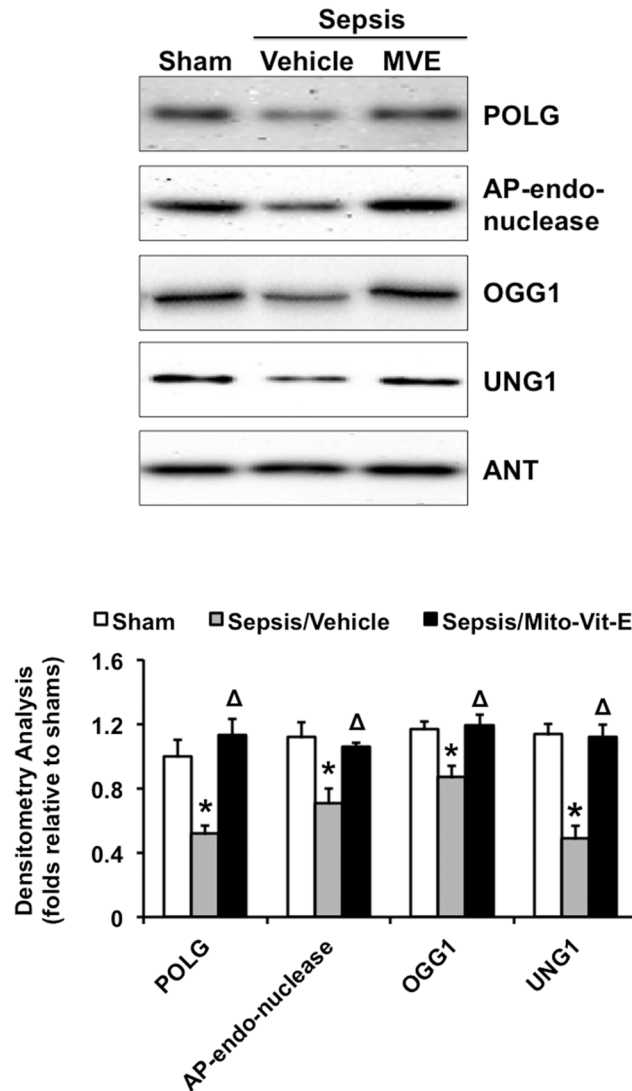 Sepsis
Sham Vehicle MVE
POLG
AP-endo-
nuclease
OGG1
UNG1
ANT
Sham Sepsis/Vehicle Sepsis/Mito-Vit-E
Densitometry Analysis
(folds relative to shams)
1.6
1.2
0.8
0.4
0
* Δ
* Δ
* Δ
* Δ
POLG
AP-endo-nuclease
OGG1
UNG1